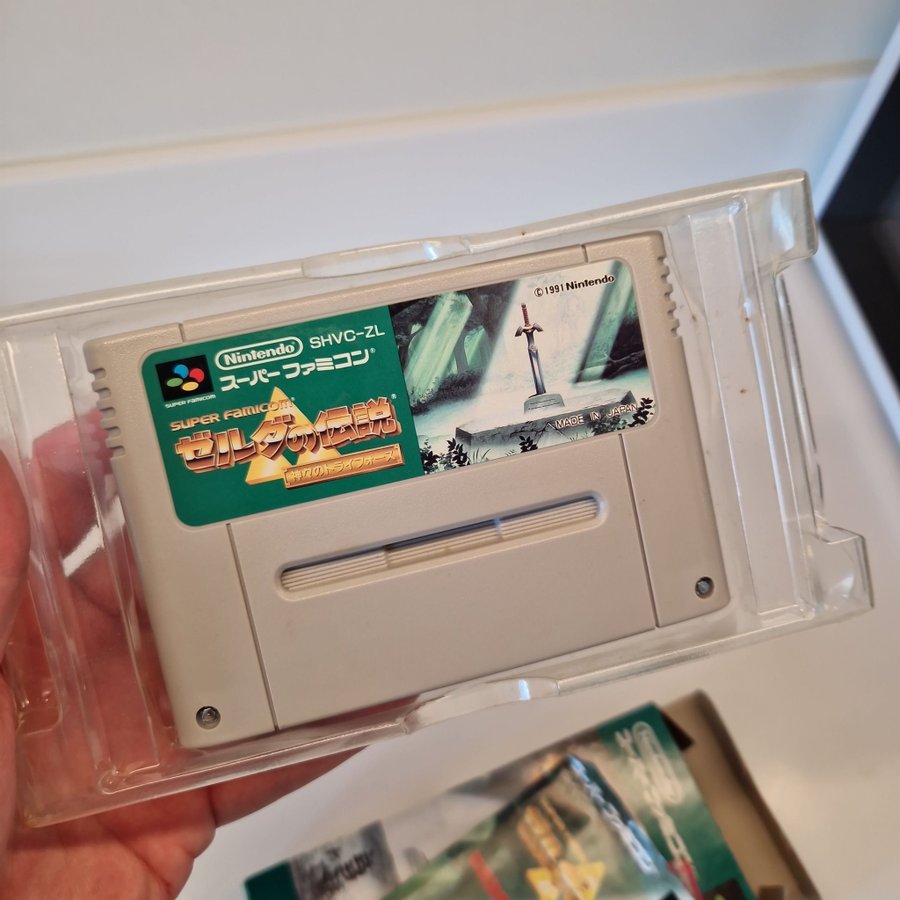 Nintendo SHVC-ZL
スーパーファミコン®
SUPER FAMICOM
SUPER FAMICOM®
ゼルダの伝説®
神々のトライフォース
©1991 Nintendo
MADE IN JAPAN